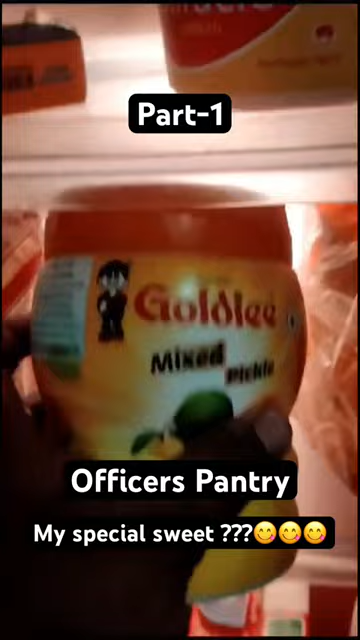 Part-1
Goldlee
Mixed
Pickle
Officers Pantry
My special sweet ???😋😋😋